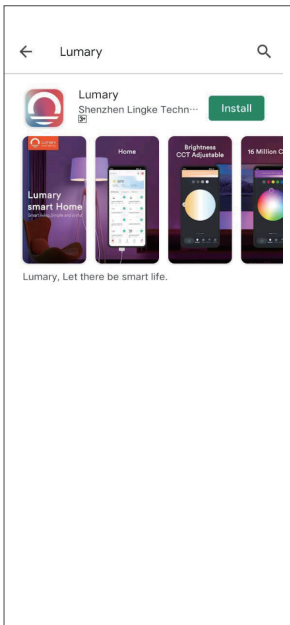 Lumary
Lumary
Shenzhen Lingke Techn···
3+
Install
Lumary
smart Home
Home
Brightness
CCT Adjustable
16 Million C
Lumary, Let there be smart life.